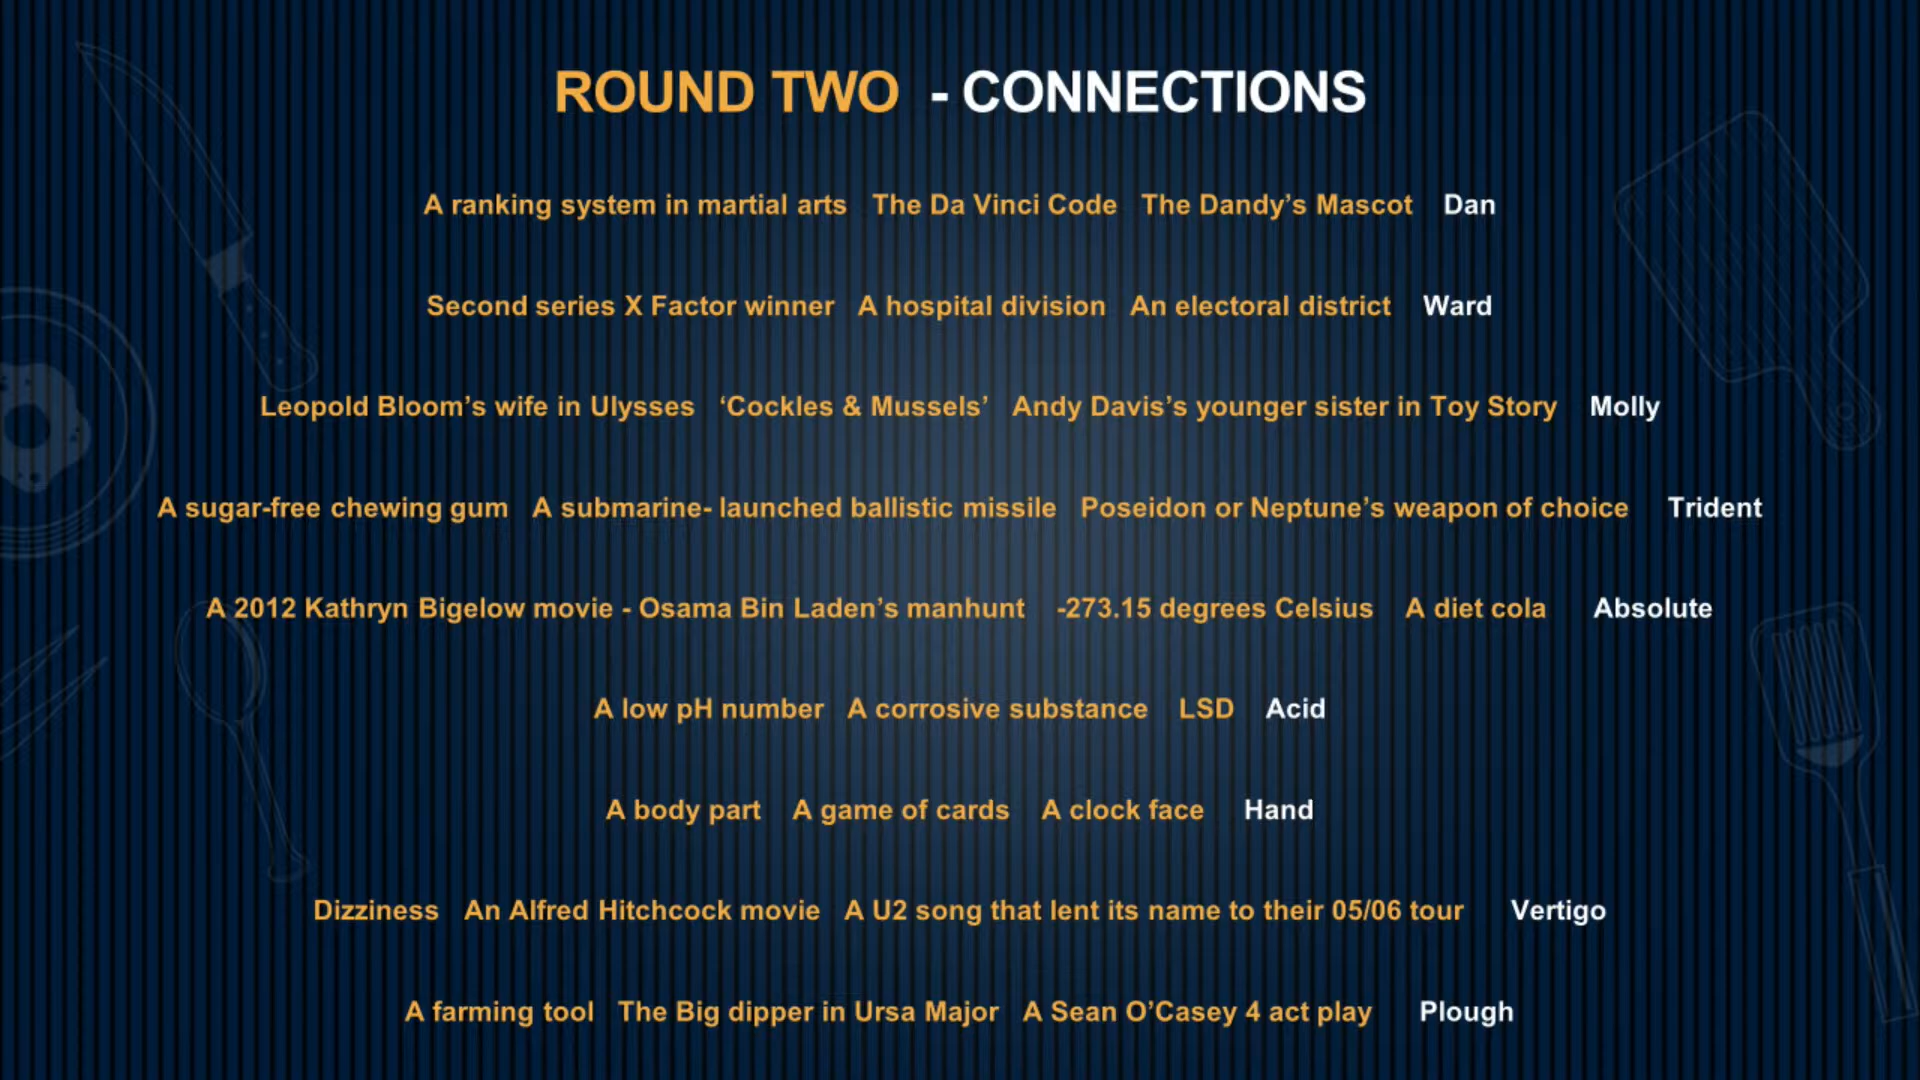 ROUND TWO - CONNECTIONS
A ranking system in martial arts The Da Vinci Code The Dandy’s Mascot Dan
Second series X Factor winner A hospital division An electoral district Ward
Leopold Bloom’s wife in Ulysses ‘Cockles & Mussels’ Andy Davis’s younger sister in Toy Story Molly
A sugar-free chewing gum A submarine- launched ballistic missile Poseidon or Neptune’s weapon of choice Trident
A 2012 Kathryn Bigelow movie - Osama Bin Laden’s manhunt -273.15 degrees Celsius A diet cola Absolute
A low pH number A corrosive substance LSD Acid
A body part A game of cards A clock face Hand
Dizziness An Alfred Hitchcock movie A U2 song that lent its name to their 05/06 tour Vertigo
A farming tool The Big dipper in Ursa Major A Sean O’Casey 4 act play Plough